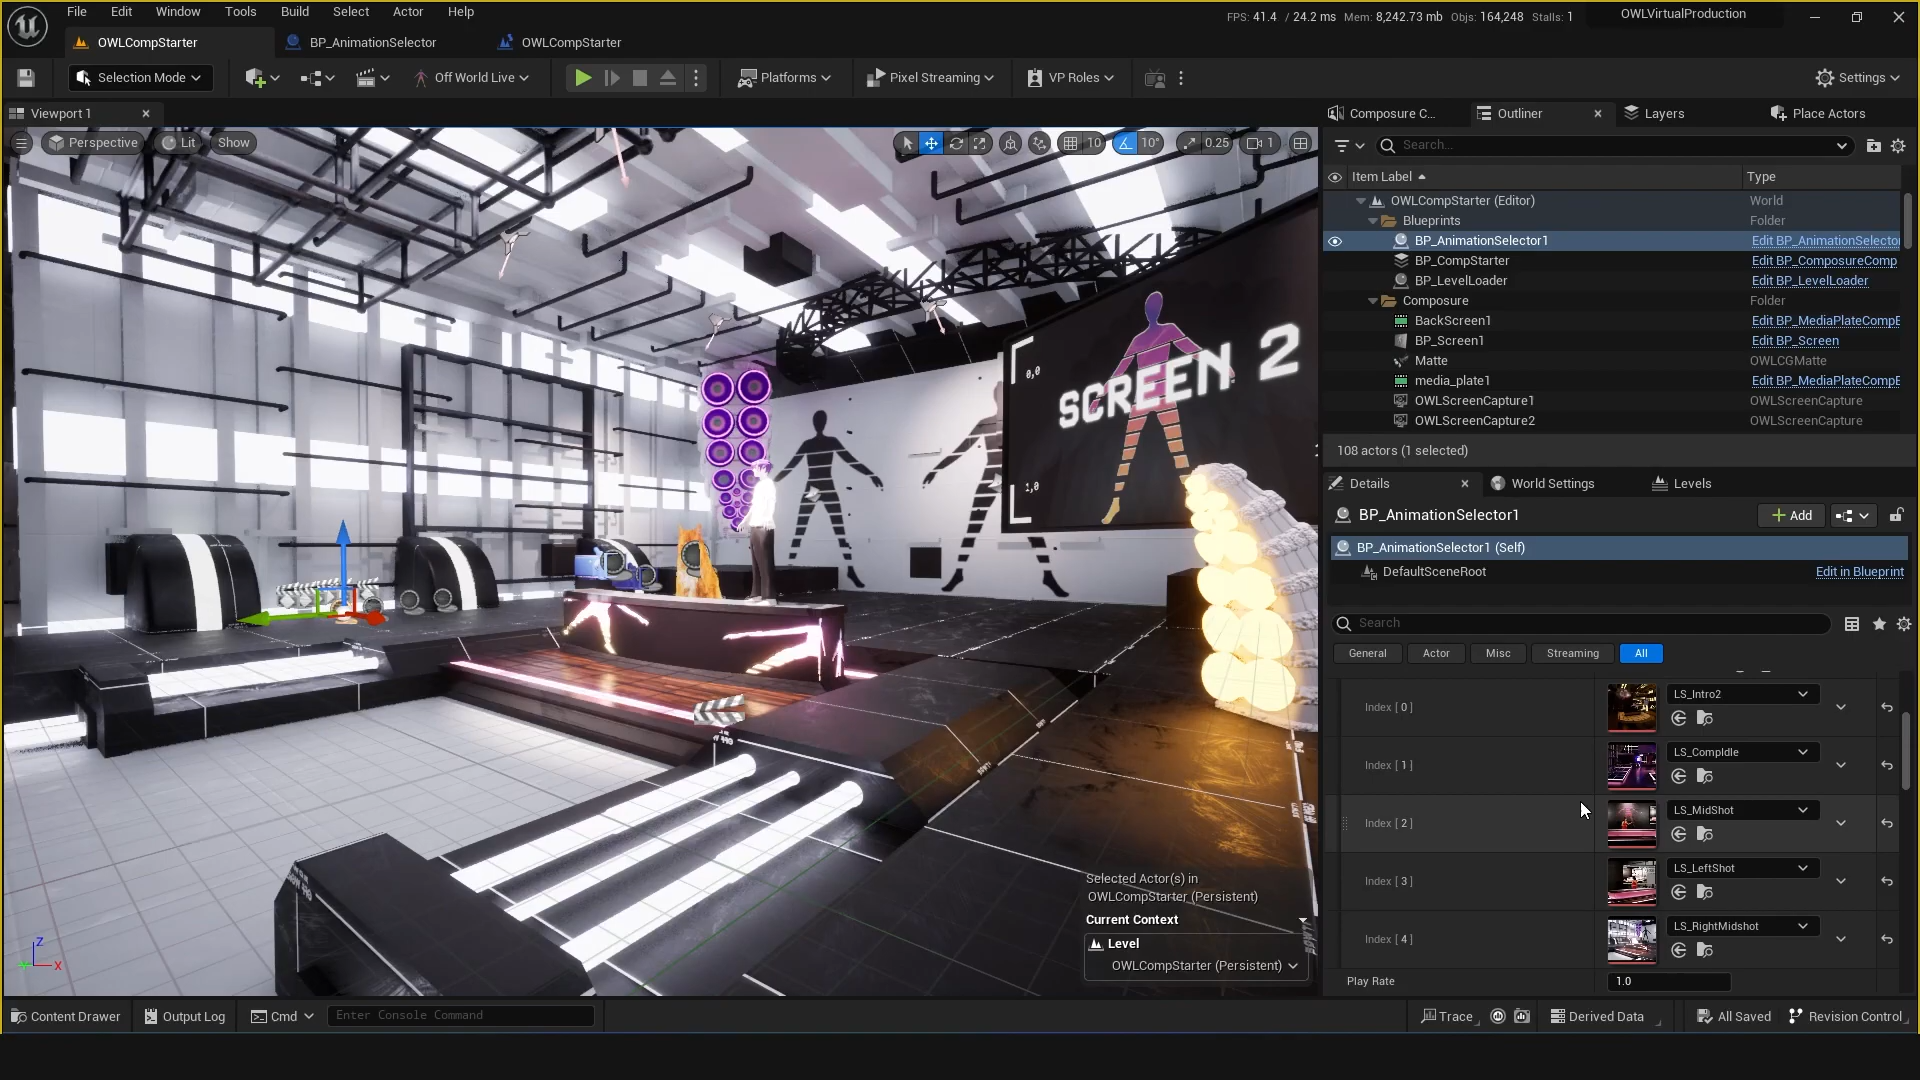 File Edit Window Tools Build Select Actor Help
FPS: 41.4 / 24.2 ms Mem: 8,242.73 mb Objs: 164,248 Stalls: 1
OWLVirtualProduction
OWLCompStarter
BP_AnimationSelector
OWLCompStarter
Selection Mode
Off World Live
Platforms
Pixel Streaming
VP Roles
Settings
Viewport 1
Perspective
Lit
Show
10
10°
0.25
1
SCREEN 2
0,0
1,0
Selected Actor(s) in
OWLCompStarter (Persistent)
Current Context
Level
OWLCompStarter (Persistent)
Z
X
Composure C...
Outliner
Layers
Place Actors
Search...
Item Label
Type
OWLCompStarter (Editor) World
Blueprints Folder
BP_AnimationSelector1 Edit BP_AnimationSelecto
BP_CompStarter Edit BP_ComposureComp
BP_LevelLoader Edit BP_LevelLoader
Composure Folder
BackScreen1 Edit BP_MediaPlateCompE
BP_Screen1 Edit BP_Screen
Matte OWLCGMatte
media_plate1 Edit BP_MediaPlateCompE
OWLScreenCapture1 OWLScreenCapture
OWLScreenCapture2 OWLScreenCapture
108 actors (1 selected)
Details
World Settings
Levels
BP_AnimationSelector1
Add
BP_AnimationSelector1 (Self)
DefaultSceneRoot Edit in Blueprint
Search
General Actor Misc Streaming All
Index [ 0 ] LS_Intro2
Index [ 1 ] LS_CompIdle
Index [ 2 ] LS_MidShot
Index [ 3 ] LS_LeftShot
Index [ 4 ] LS_RightMidshot
Play Rate 1.0
Content Drawer
Output Log
Cmd
Enter Console Command
Trace
Derived Data
All Saved
Revision Control